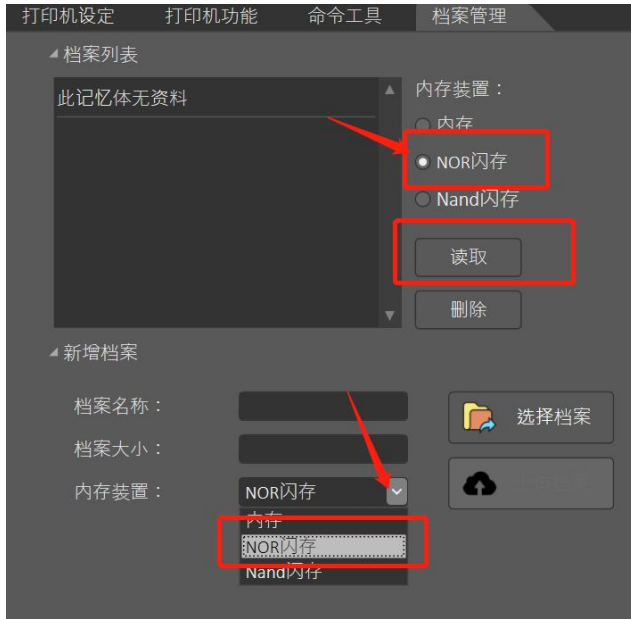 打印机设定 打印机功能 命令工具 档案管理
档案列表
此记忆体无资料
内存装置：
内存
NOR闪存
Nand闪存
读取
删除
新增档案
档案名称：
选择档案
档案大小：
内存装置：
NOR闪存
内存
NOR闪存
Nand闪存